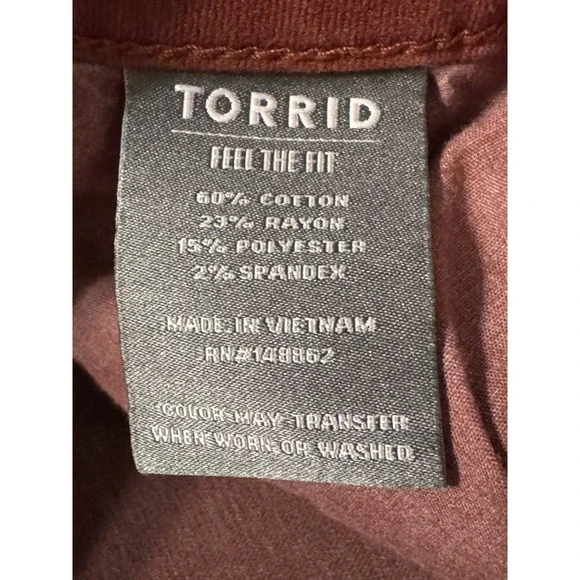 TORRID
FEEL THE FIT
60% COTTON
23% RAYON
15% POLYESTER
2% SPANDEX
MADE IN VIETNAM
RN#148862
COLOR MAY TRANSFER
WHEN WORN OR WASHED